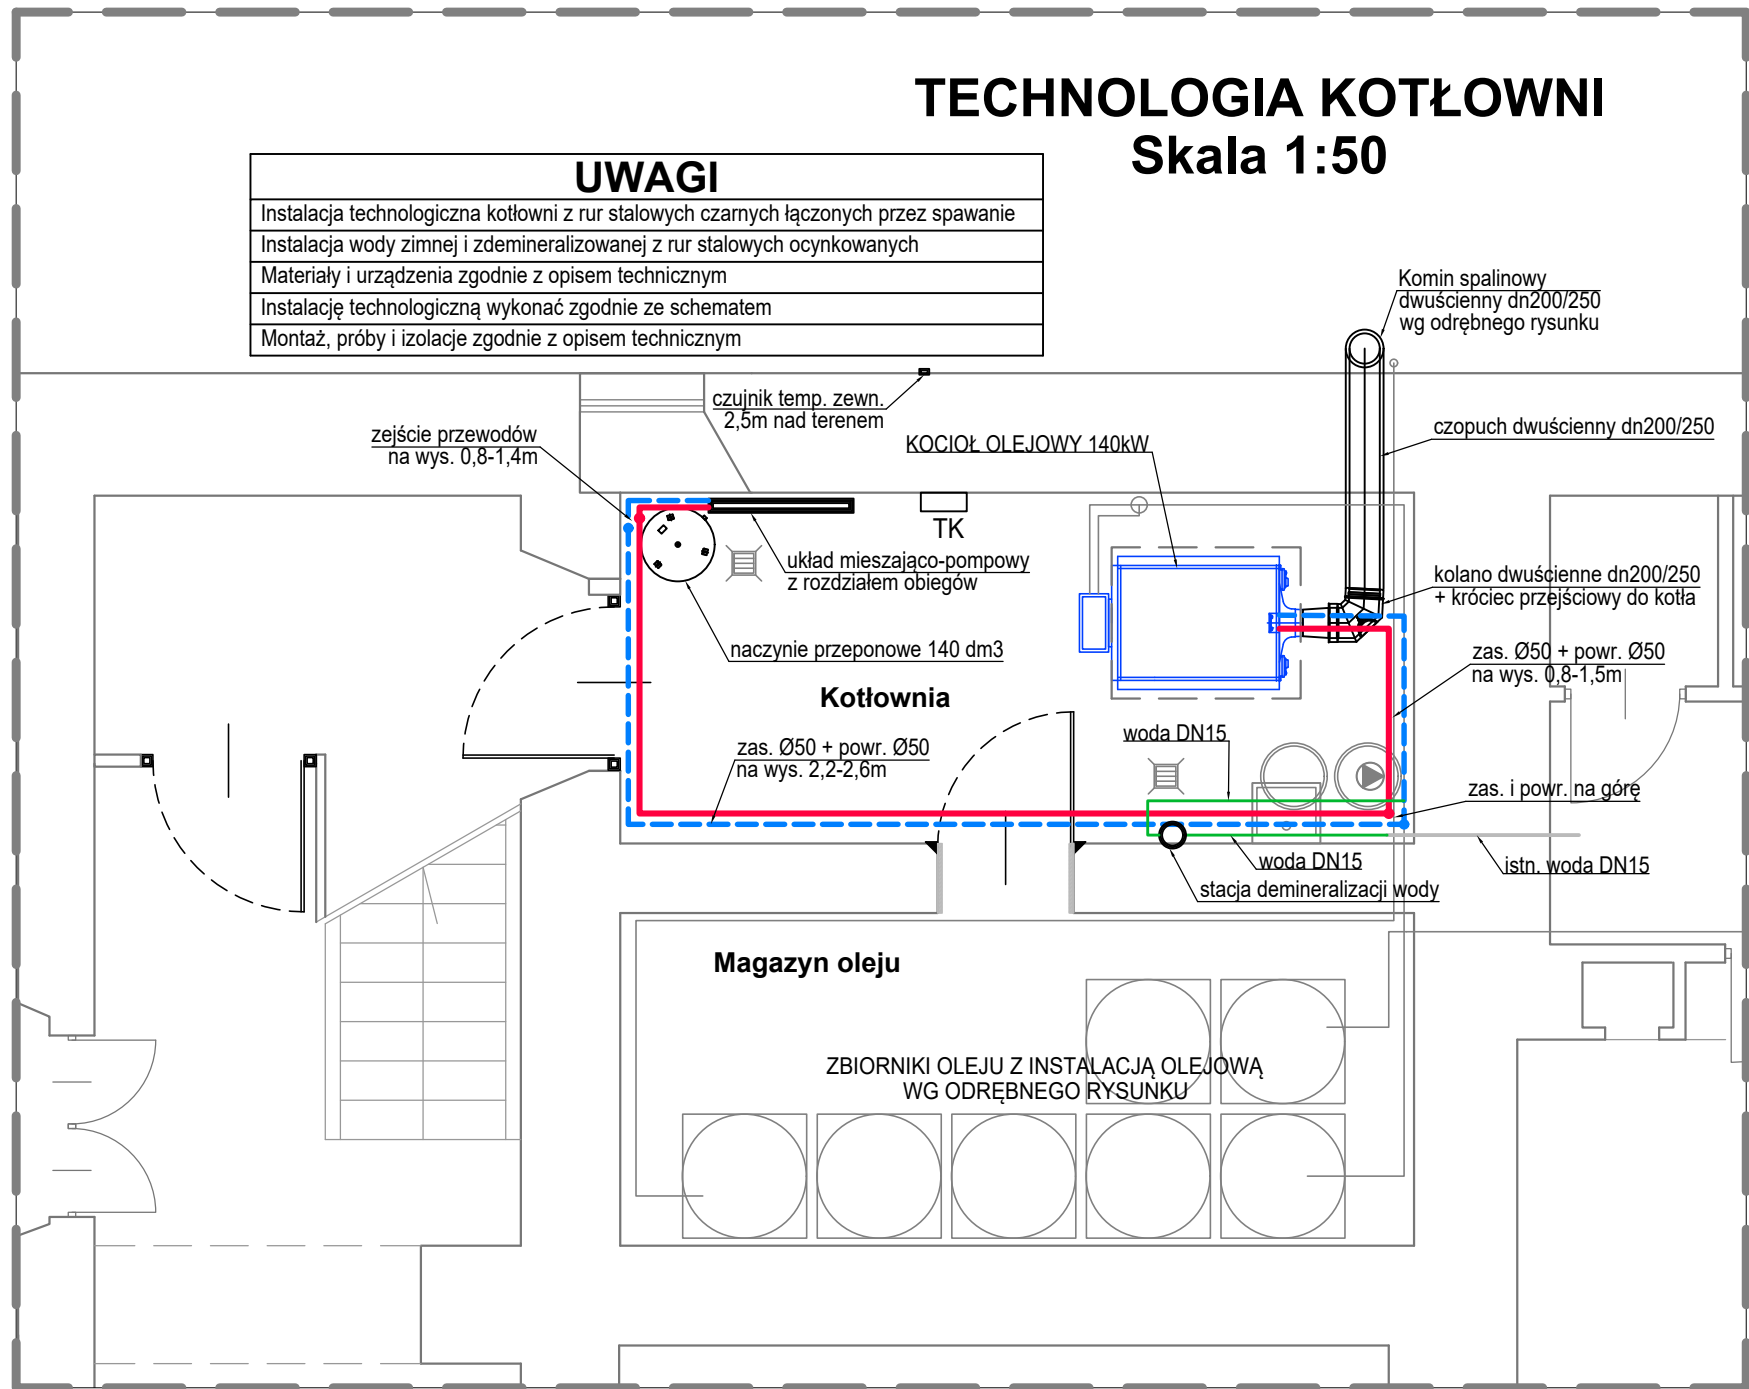 TECHNOLOGIA KOTŁOWNI
Skala 1:50
UWAGI
Instalacja technologiczna kotłowni z rur stalowych czarnych łączonych przez spawanie
Instalacja wody zimnej i zdemineralizowanej z rur stalowych ocynkowanych
Materiały i urządzenia zgodnie z opisem technicznym
Instalację technologiczną wykonać zgodnie ze schematem
Montaż, próby i izolacje zgodnie z opisem technicznym
Komin spalinowy
dwuścienny dn200/250
wg odrębnego rysunku
czujnik temp. zewn.
2,5m nad terenem
zejście przewodów
na wys. 0,8-1,4m
KOCIOŁ OLEJOWY 140kW
czopuch dwuścienny dn200/250
TK
układ mieszająco-pompowy
z rozdziałem obiegów
kolano dwuścienne dn200/250
+ króciec przejściowy do kotła
naczynie przeponowe 140 dm3
zas. Ø50 + powr. Ø50
na wys. 0,8-1,5m
Kotłownia
woda DN15
zas. Ø50 + powr. Ø50
na wys. 2,2-2,6m
zas. i powr. na górę
woda DN15
istn. woda DN15
stacja demineralizacji wody
Magazyn oleju
ZBIORNIKI OLEJU Z INSTALACJĄ OLEJOWĄ
WG ODRĘBNEGO RYSUNKU